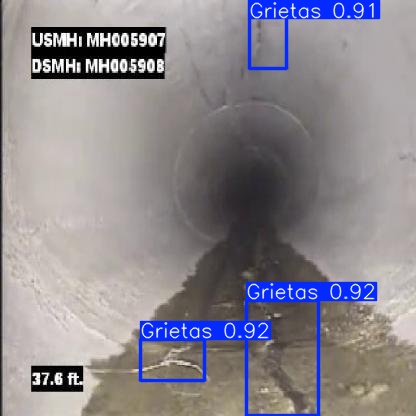 Grietas 0.91
USMH: MH005907
DSMH: MH005908
Grietas 0.92
Grietas 0.92
37.6 ft.